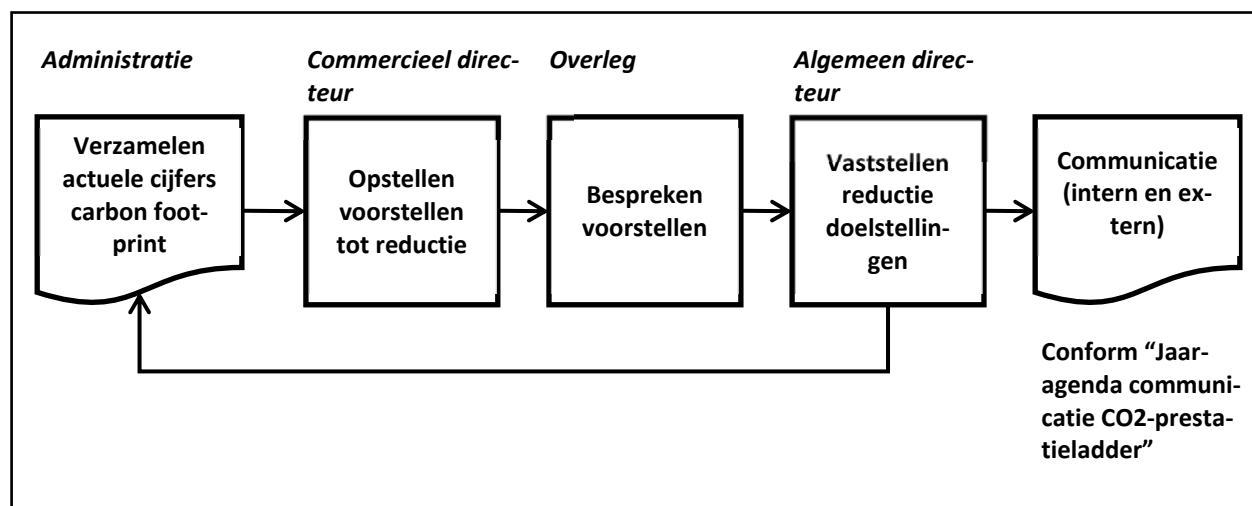 Administratie
Commercieel direc-
teur
Overleg
Algemeen direc-
teur
Verzamelen
actuele cijfers
carbon foot-
print
Opstellen
voorstellen
tot reductie
Bespreken
voorstellen
Vaststellen
reductie
doelstellin-
gen
Communicatie
(intern en ex-
tern)
Conform “Jaar-
agenda communi-
catie CO2-presta-
tieladder”